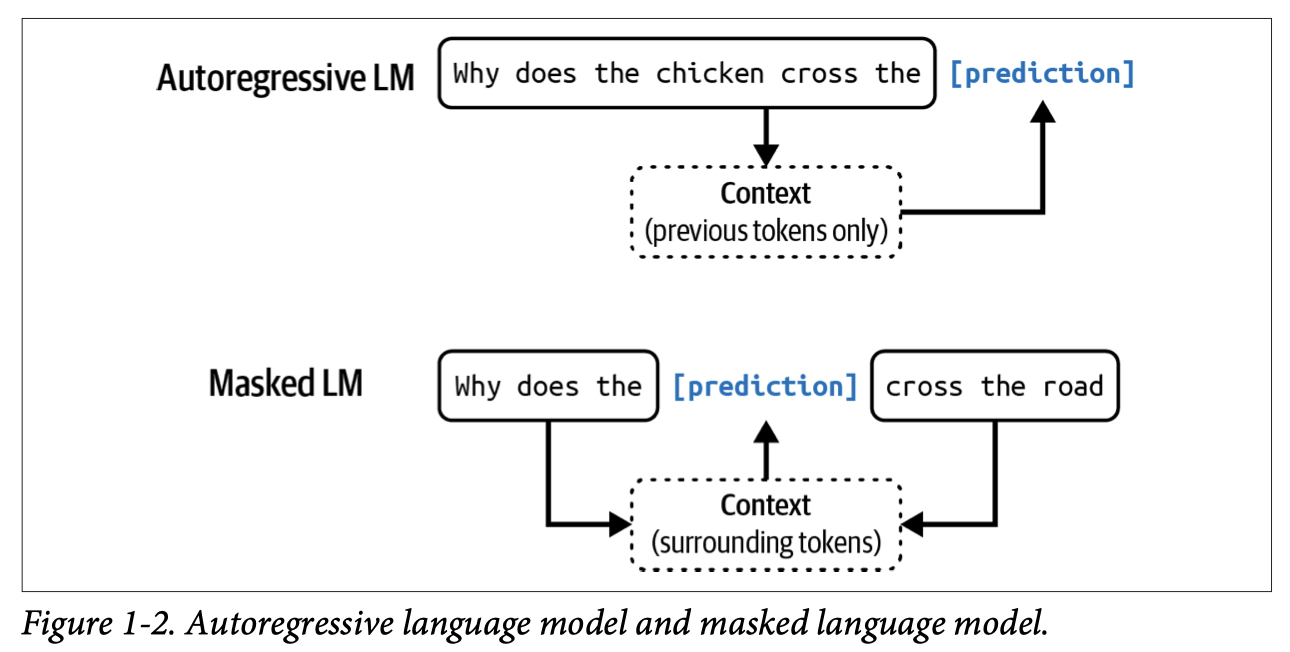 Autoregressive LM Why does the chicken cross the [prediction]
Context
(previous tokens only)
Masked LM Why does the [prediction] cross the road
Context
(surrounding tokens)
Figure 1-2. Autoregressive language model and masked language model.